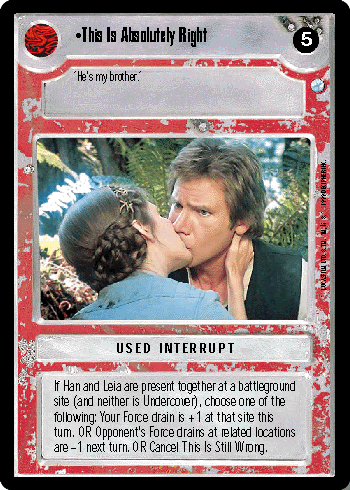 •This Is Absolutely Right
5
'He's my brother.'
USED INTERRUPT
If Han and Leia are present together at a battleground
site (and neither is Undercover), choose one of the
following: Your Force drain is +1 at that site this
turn. OR Opponent's Force drains at related locations
are –1 next turn. OR Cancel This Is Still Wrong.